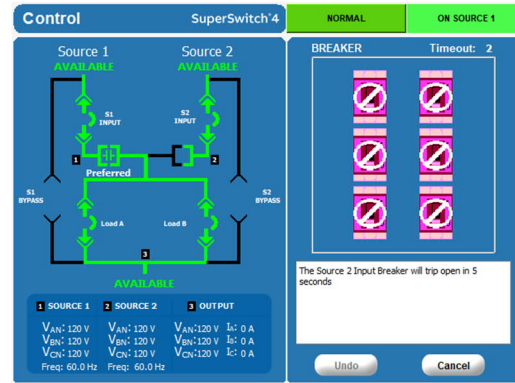 Control
SuperSwitch®4
NORMAL
ON SOURCE 1
Source 1
AVAILABLE
Source 2
AVAILABLE
S1
INPUT
S2
INPUT
1
2
Preferred
S1
BYPASS
S2
BYPASS
Load A
Load B
3
AVAILABLE
1 SOURCE 1
VAN: 120 V
VBN: 120 V
VCN: 120 V
Freq: 60.0 Hz
2 SOURCE 2
VAN: 120 V
VBN: 120 V
VCN: 120 V
Freq: 60.0 Hz
3 OUTPUT
VAN:120 V IA: 0 A
VBN:120 V IB: 0 A
VCN:120 V IC: 0 A
BREAKER
Timeout: 2
The Source 2 Input Breaker will trip open in 5
seconds
Undo
Cancel